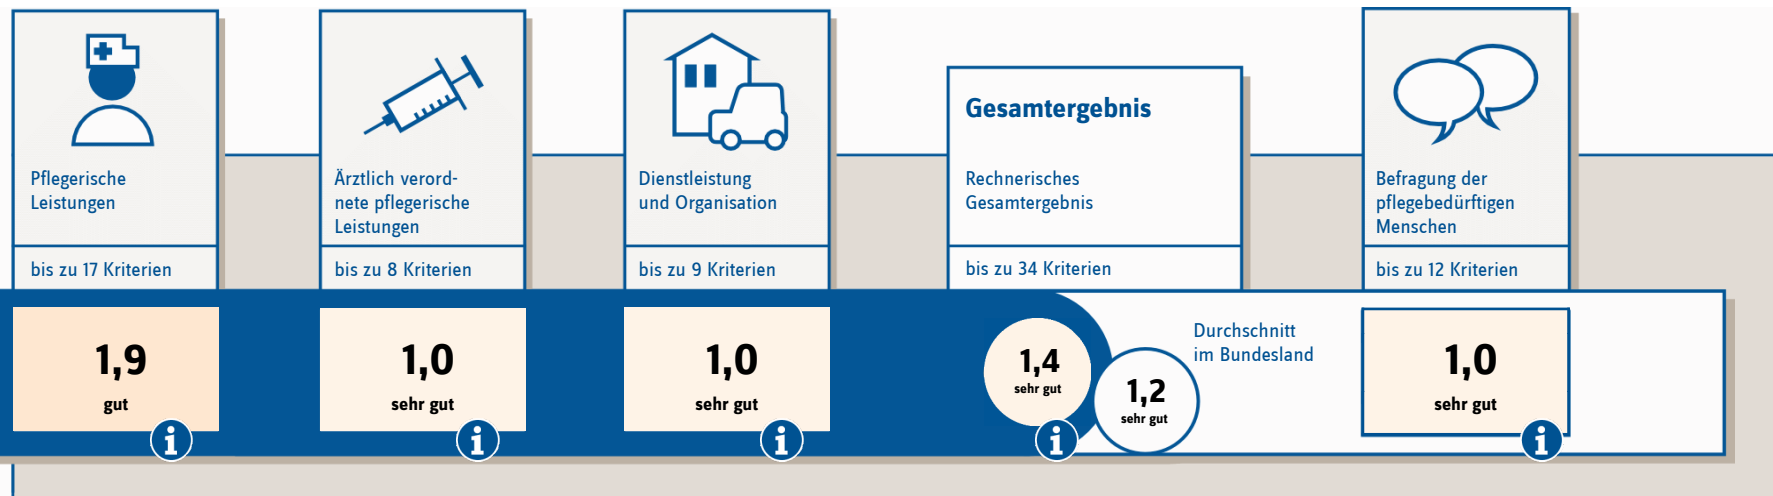 Pflegerische
Leistungen
bis zu 17 Kriterien
1,9
gut
i
Ärztlich verord-
nete pflegerische
Leistungen
bis zu 8 Kriterien
1,0
sehr gut
i
Dienstleistung
und Organisation
bis zu 9 Kriterien
1,0
sehr gut
i
Gesamtergebnis
Rechnerisches
Gesamtergebnis
bis zu 34 Kriterien
1,4
sehr gut
i
Durchschnitt
im Bundesland
1,2
sehr gut
Befragung der
pflegebedürftigen
Menschen
bis zu 12 Kriterien
1,0
sehr gut
i